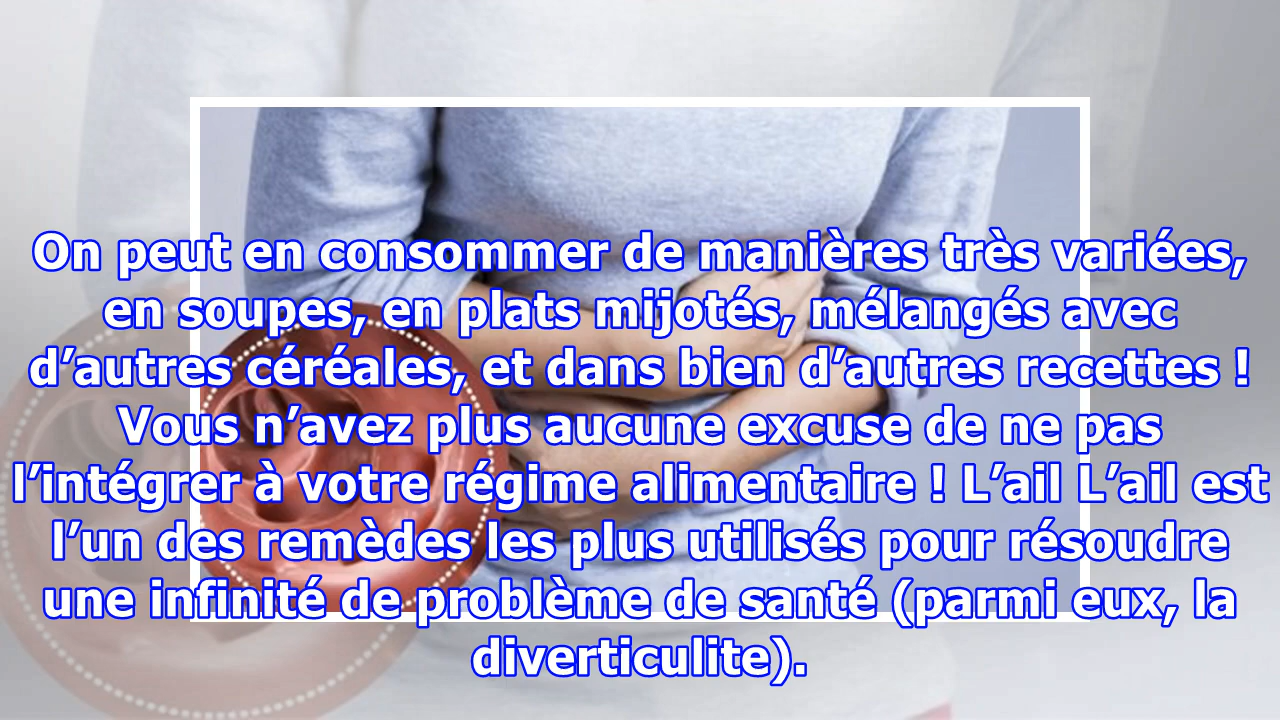 On peut en consommer de manières très variées,
en soupes, en plats mijotés, mélangés avec
d’autres céréales, et dans bien d’autres recettes !
Vous n’avez plus aucune excuse de ne pas
l’intégrer à votre régime alimentaire ! L’ail L’ail est
l’un des remèdes les plus utilisés pour résoudre
une infinité de problème de santé (parmi eux, la
diverticulite).